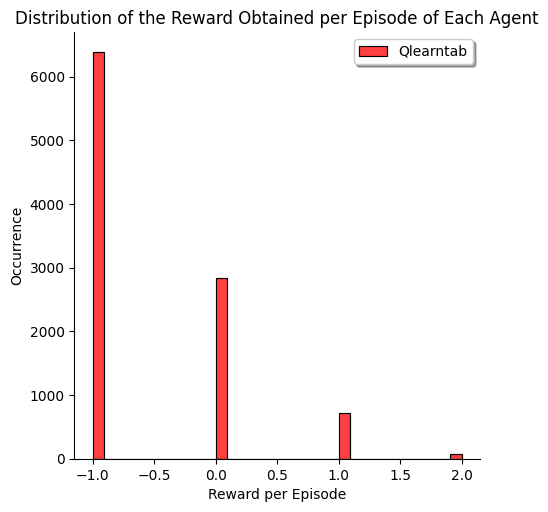 Distribution of the Reward Obtained per Episode of Each Agent
Qlearntab
6000
5000
4000
3000
2000
1000
0
Occurrence
−1.0 −0.5 0.0 0.5 1.0 1.5 2.0
Reward per Episode